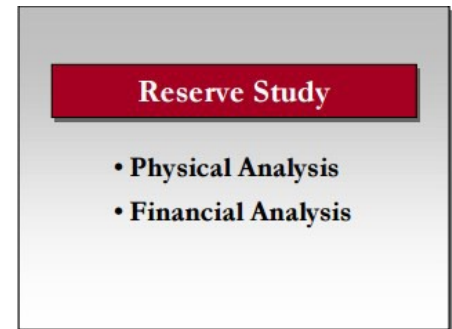 Reserve Study
• Physical Analysis
• Financial Analysis